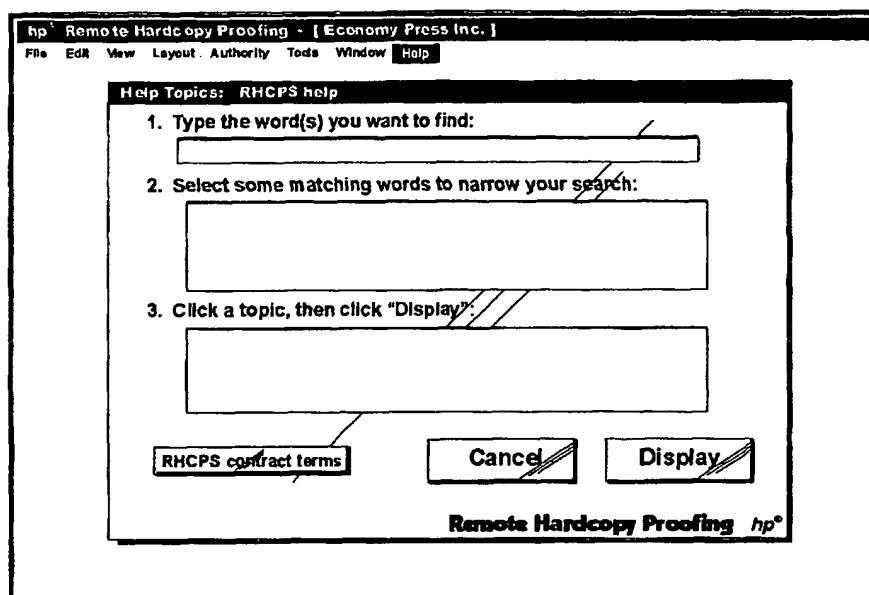 hp Remote Hardcopy Proofing - [ Economy Press Inc. ]
File Edit View Layout Authority Tools Window Help
Help Topics: RHCPS help
1. Type the word(s) you want to find:
2. Select some matching words to narrow your search:
3. Click a topic, then click "Display":
RHCPS contract terms Cancel Display
Remote Hardcopy Proofing hp®